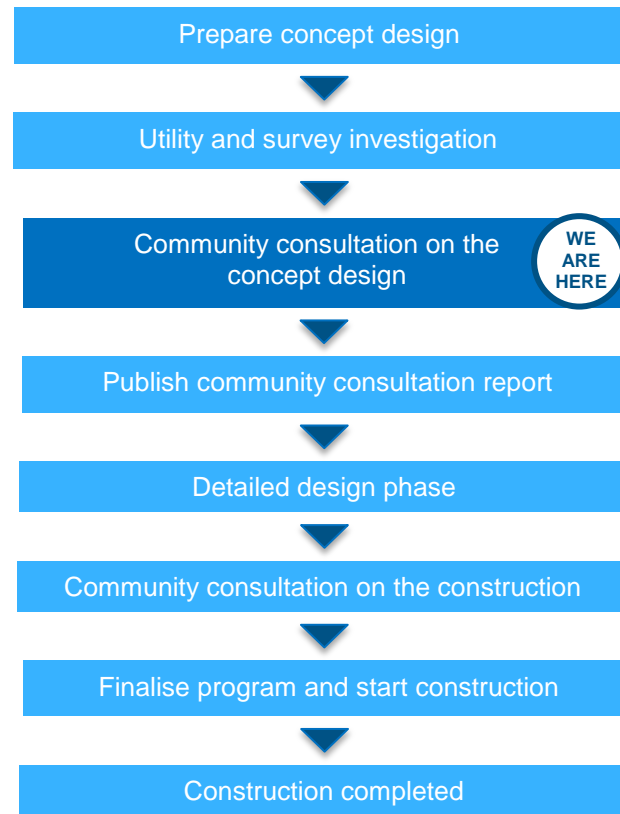 Prepare concept design
Utility and survey investigation
Community consultation on the
concept design
WE
ARE
HERE
Publish community consultation report
Detailed design phase
Community consultation on the construction
Finalise program and start construction
Construction completed